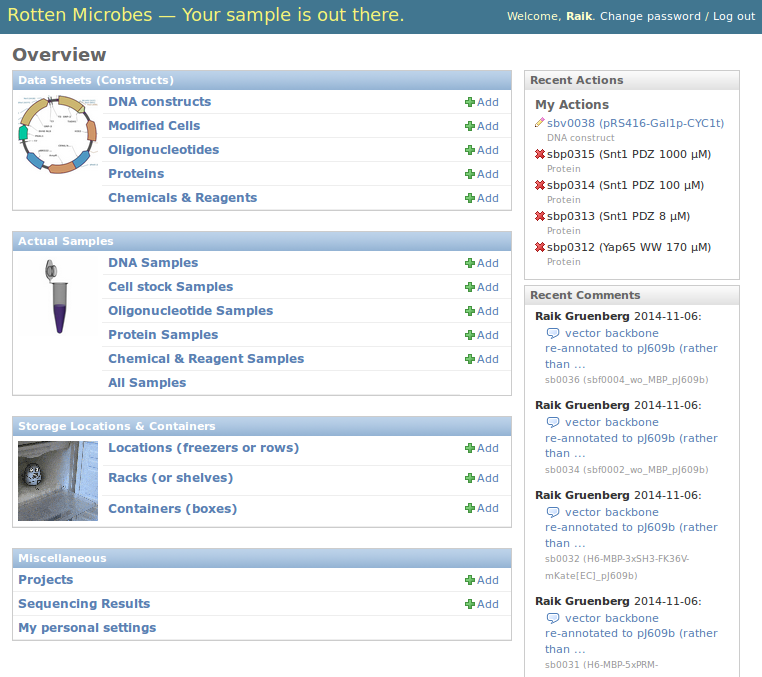 Rotten Microbes — Your sample is out there.
Welcome, Raik. Change password / Log out
Overview
Data Sheets (Constructs)
DNA constructs Add
Modified Cells Add
Oligonucleotides Add
Proteins Add
Chemicals & Reagents Add
Actual Samples
DNA Samples Add
Cell stock Samples Add
Oligonucleotide Samples Add
Protein Samples Add
Chemical & Reagent Samples Add
All Samples
Storage Locations & Containers
Locations (freezers or rows) Add
Racks (or shelves) Add
Containers (boxes) Add
Miscellaneous
Projects Add
Sequencing Results Add
My personal settings
Recent Actions
My Actions
sbv0038 (pRS416-Gal1p-CYC1t)
DNA construct
sbp0315 (Snt1 PDZ 1000 μM)
Protein
sbp0314 (Snt1 PDZ 100 μM)
Protein
sbp0313 (Snt1 PDZ 8 μM)
Protein
sbp0312 (Yap65 WW 170 μM)
Protein
Recent Comments
Raik Gruenberg 2014-11-06:
vector backbone
re-annotated to pJ609b (rather
than ...
sb0036 (sbf0004_wo_MBP_pJ609b)
Raik Gruenberg 2014-11-06:
vector backbone
re-annotated to pJ609b (rather
than ...
sb0034 (sbf0002_wo_MBP_pJ609b)
Raik Gruenberg 2014-11-06:
vector backbone
re-annotated to pJ609b (rather
than ...
sb0032 (H6-MBP-3xSH3-FK36V-
mKate[EC]_pJ609b)
Raik Gruenberg 2014-11-06:
vector backbone
re-annotated to pJ609b (rather
than ...
sb0031 (H6-MBP-5xPRM-